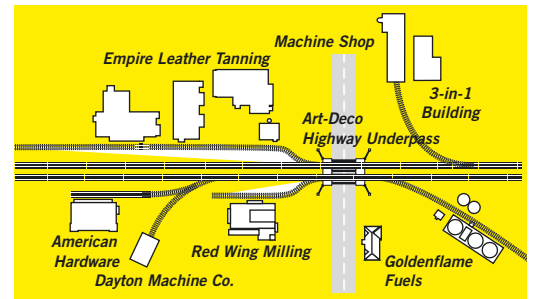 Machine Shop
Empire Leather Tanning
3-in-1
Building
Art-Deco
Highway Underpass
American
Hardware
Red Wing Milling
Goldenflame
Fuels
Dayton Machine Co.